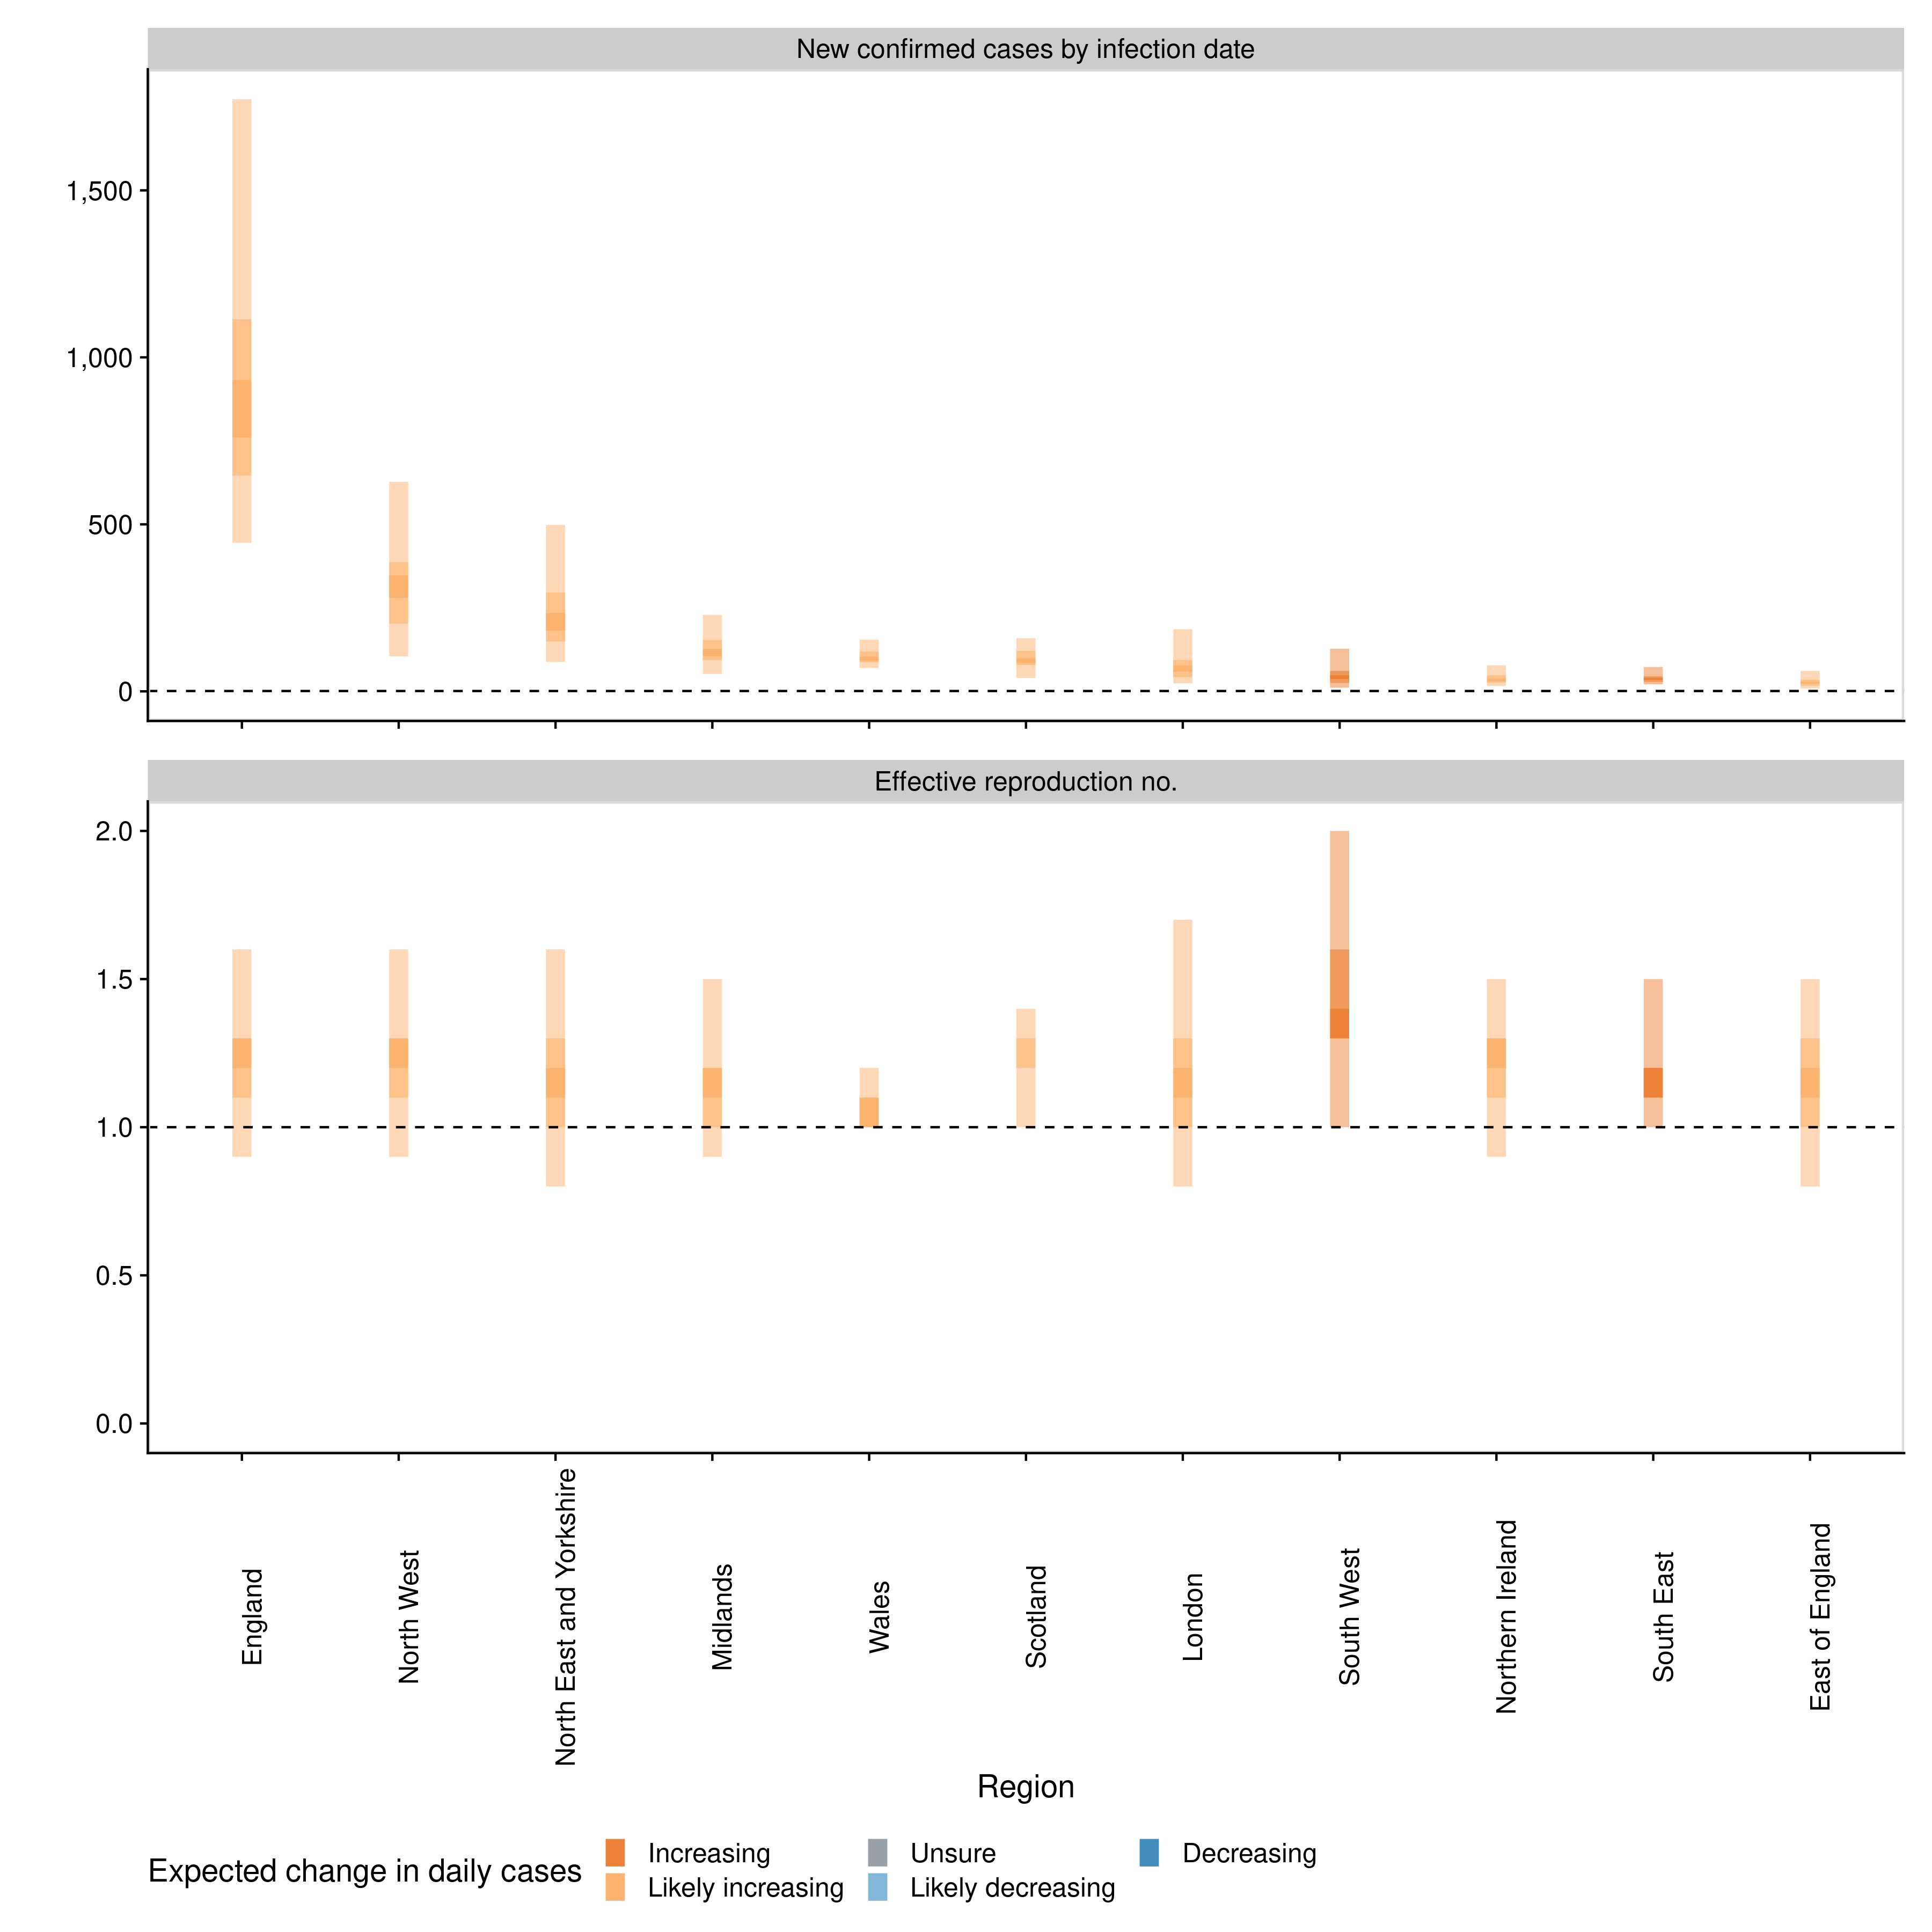 New confirmed cases by infection date
1,500
1,000
500
0
Effective reproduction no.
2.0
1.5
1.0
0.5
0.0
England
North West
North East and Yorkshire
Midlands
Wales
Scotland
London
South West
Northern Ireland
South East
East of England
Region
Expected change in daily cases
Increasing
Likely increasing
Unsure
Likely decreasing
Decreasing